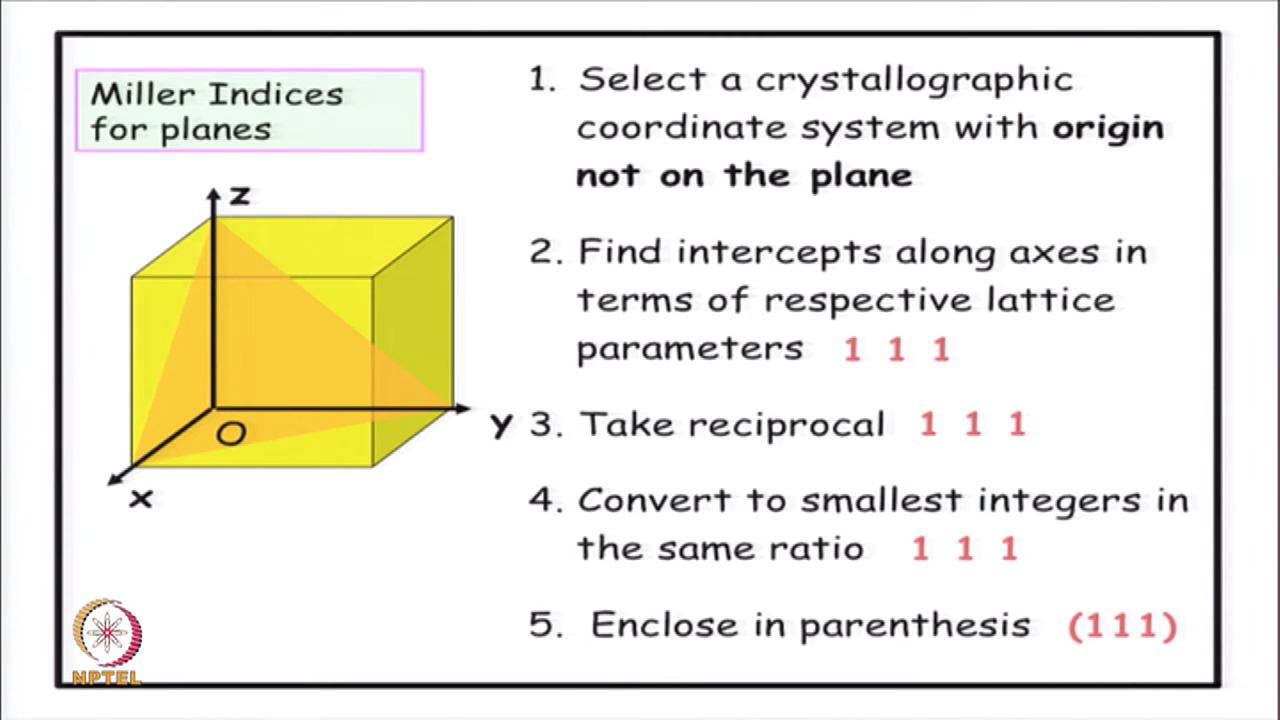 Miller Indices
for planes
z
O
y
x
NPTEL
1. Select a crystallographic
coordinate system with origin
not on the plane
2. Find intercepts along axes in
terms of respective lattice
parameters 1 1 1
3. Take reciprocal 1 1 1
4. Convert to smallest integers in
the same ratio 1 1 1
5. Enclose in parenthesis (111)